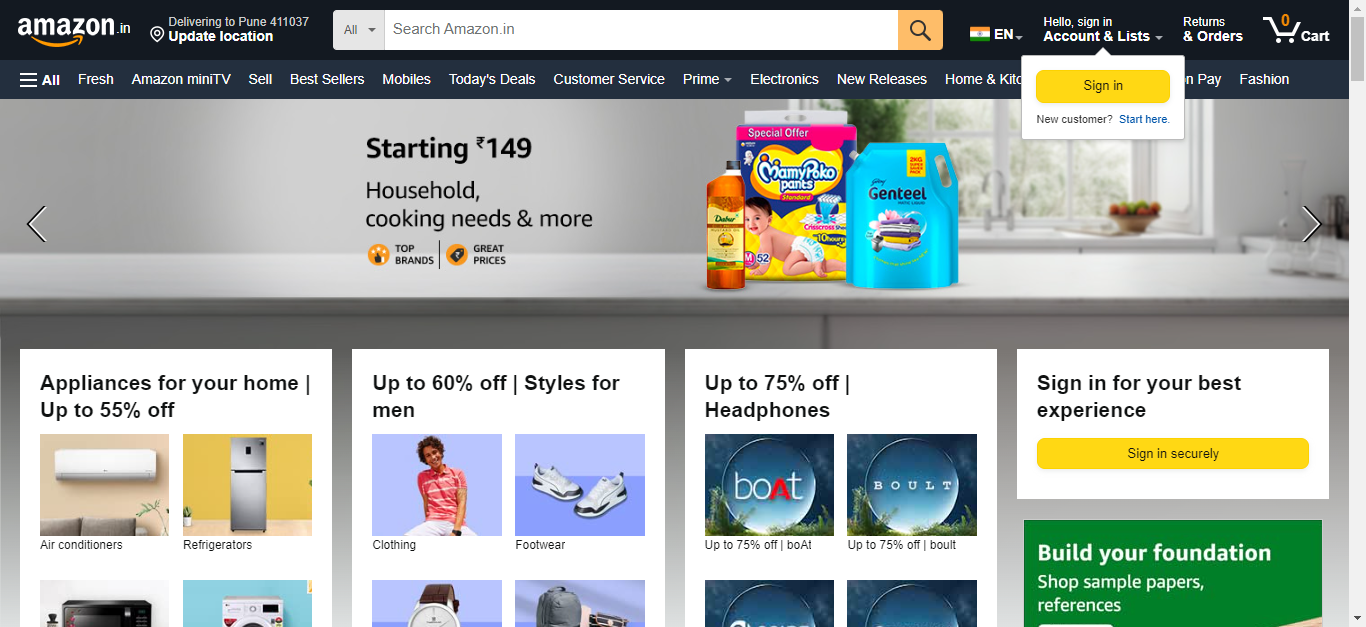 amazon.in
Delivering to Pune 411037
Update location
All
Search Amazon.in
EN
Hello, sign in
Account & Lists
Returns
& Orders
0
Cart
All
Fresh
Amazon miniTV
Sell
Best Sellers
Mobiles
Today's Deals
Customer Service
Prime
Electronics
New Releases
Home &
Pay
Fashion
Sign in
New customer? Start here.
Starting ₹149
Household,
cooking needs & more
TOP
BRANDS
GREAT
PRICES
Special Offer
MamyPoko
pants
Standard
Crisscross
10hours
M 52
Dabur
Genteel
2KG
Appliances for your home |
Up to 55% off
Air conditioners
Refrigerators
Up to 60% off | Styles for
men
Clothing
Footwear
Up to 75% off |
Headphones
boAt
BOULT
Up to 75% off | boAt
Up to 75% off | boult
Sign in for your best
experience
Sign in securely
Build your foundation
Shop sample papers,
references